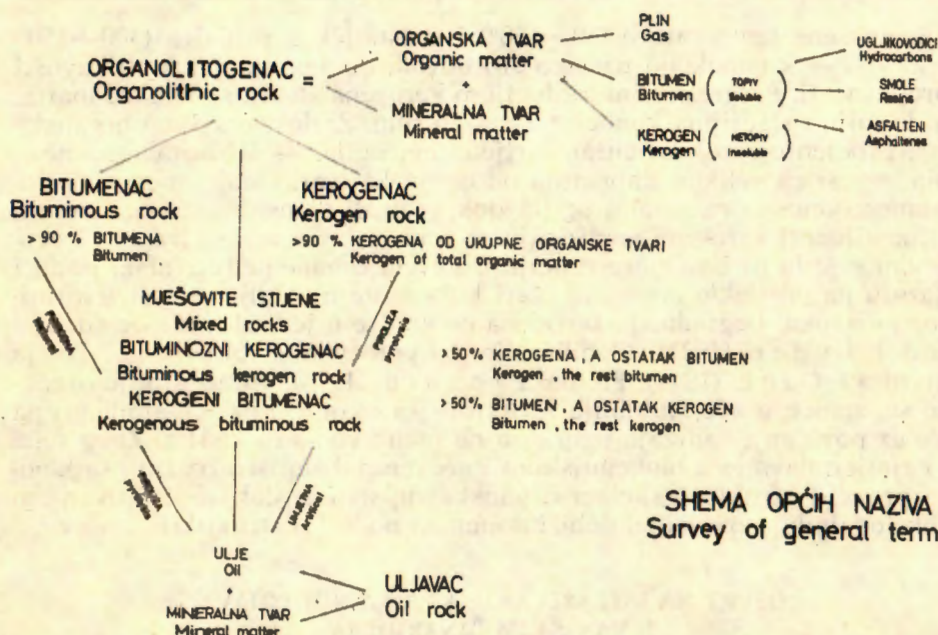 PLIN
Gas
ORGANSKA TVAR
Organic matter
UGLJIKOVODICI
Hydrocarbons
ORGANOLITOGENAC =
Organolithic rock
BITUMEN
Bitumen
TOPIV
Soluble
SMOLE
Resins
MINERALNA TVAR
Mineral matter
KEROGEN
Kerogen
NETOPIV
Insoluble
ASFALTENI
Asphaltenes
BITUMENAC
Bituminous rock
> 90 % BITUMENA
Bitumen
KEROGENAC
Kerogen rock
>90 % KEROGENA OD UKUPNE ORGANSKE TVARI
Kerogen of total organic matter
MJEŠOVITE STIJENE
Mixed rocks
BITUMINOZNI KEROGENAC
Bituminous kerogen rock
KEROGENI BITUMENAC
Kerogenous bituminous rock
PIROLIZA
Pyrolysis
>50% KEROGENA, A OSTATAK BITUMEN
Kerogen, the rest bitumen
>50% BITUMEN, A OSTATAK KEROGEN
Bitumen, the rest kerogen
UMJETNA
Artificial
SHEMA OPĆIH NAZIVA
Survey of general term
ULJE
Oil
ULJAVAC
Oil rock
MINERALNA TVAR
Mineral matter